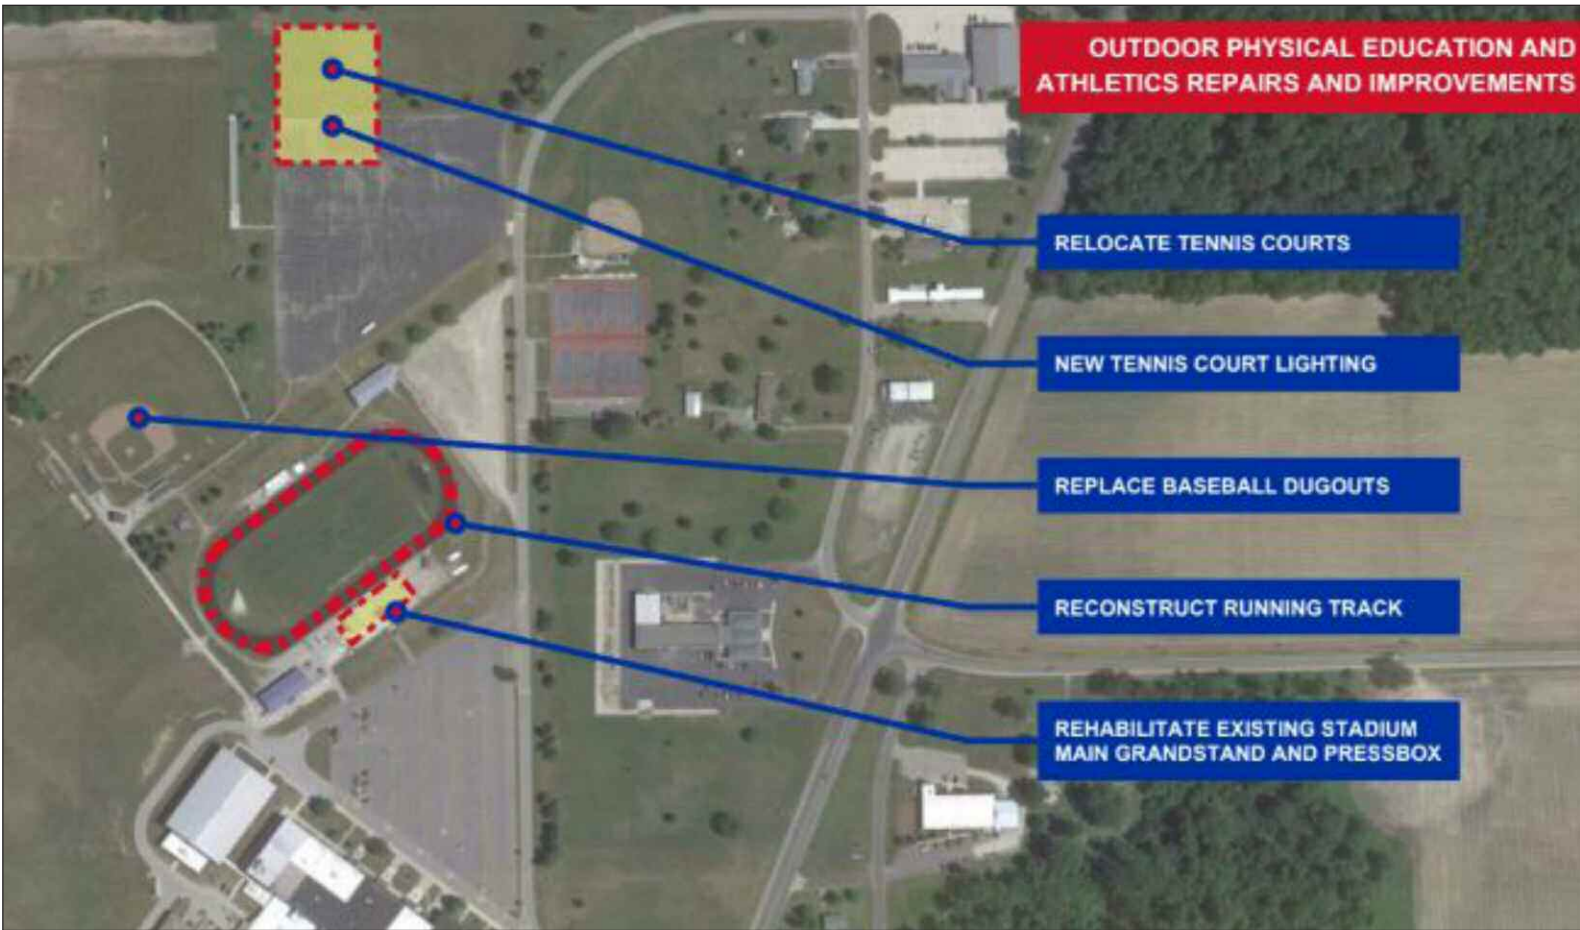 OUTDOOR PHYSICAL EDUCATION AND
ATHLETICS REPAIRS AND IMPROVEMENTS
RELOCATE TENNIS COURTS
NEW TENNIS COURT LIGHTING
REPLACE BASEBALL DUGOUTS
RECONSTRUCT RUNNING TRACK
REHABILITATE EXISTING STADIUM
MAIN GRANDSTAND AND PRESSBOX